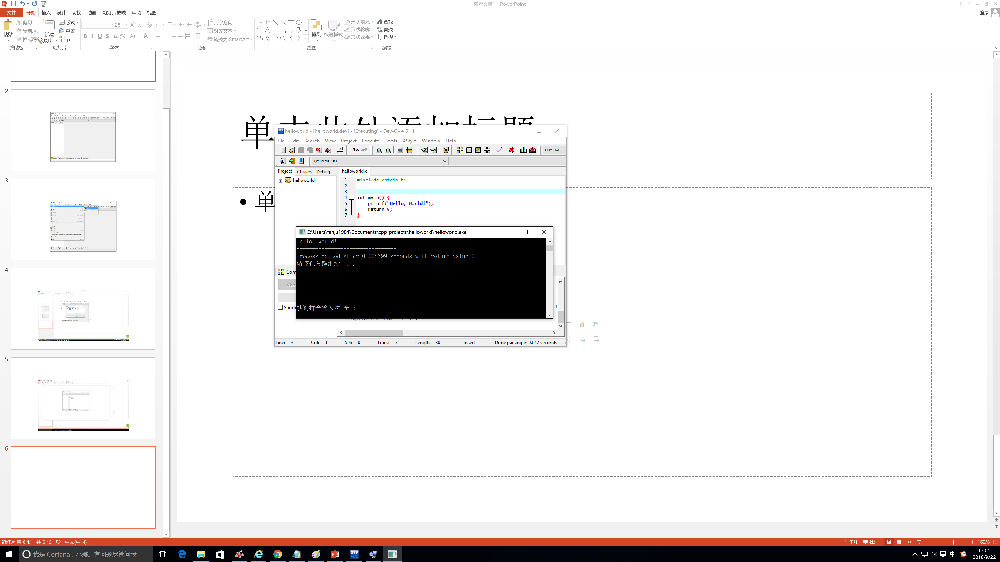 演示文稿1 - PowerPoint
文件 开始 插入 设计 切换 动画 幻灯片放映 审阅 视图 登录
粘贴 剪切 复制 格式刷 剪贴板
新建 幻灯片 版式 重置 节 幻灯片
28 B I U S abc AV Aa A 字体
文字方向 对齐文本 转换为 SmartArt 段落
排列 快速样式 形状填充 形状轮廓 形状效果 绘图
查找 替换 选择 编辑
2
3
4
5
6
单
单
helloworld - [helloworld.dev] - [Executing] - Dev-C++ 5.11
File Edit Search View Project Execute Tools AStyle Window Help
TDM-GCC
(globals)
Project Classes Debug helloworld.c
helloworld
1 #include <stdio.h>
2
3
4 int main() {
5 printf("Hello, World!");
6 return 0;
7 }
C:\Users\fanju1984\Documents\cpp_projects\helloworld\helloworld.exe
Hello, World!
--------------------------------
Process exited after 0.008799 seconds with return value 0
请按任意键继续. . .
搜狗拼音输入法 全 :
Line: 3 Col: 1 Sel: 0 Lines: 7 Length: 80 Insert Done parsing in 0.047 seconds
幻灯片 第 6 张，共 6 张 中文(中国) 备注 批注 162%
我是 Cortana，小娜。有问题尽管问我。
DEV
中
17:01
2016/9/22